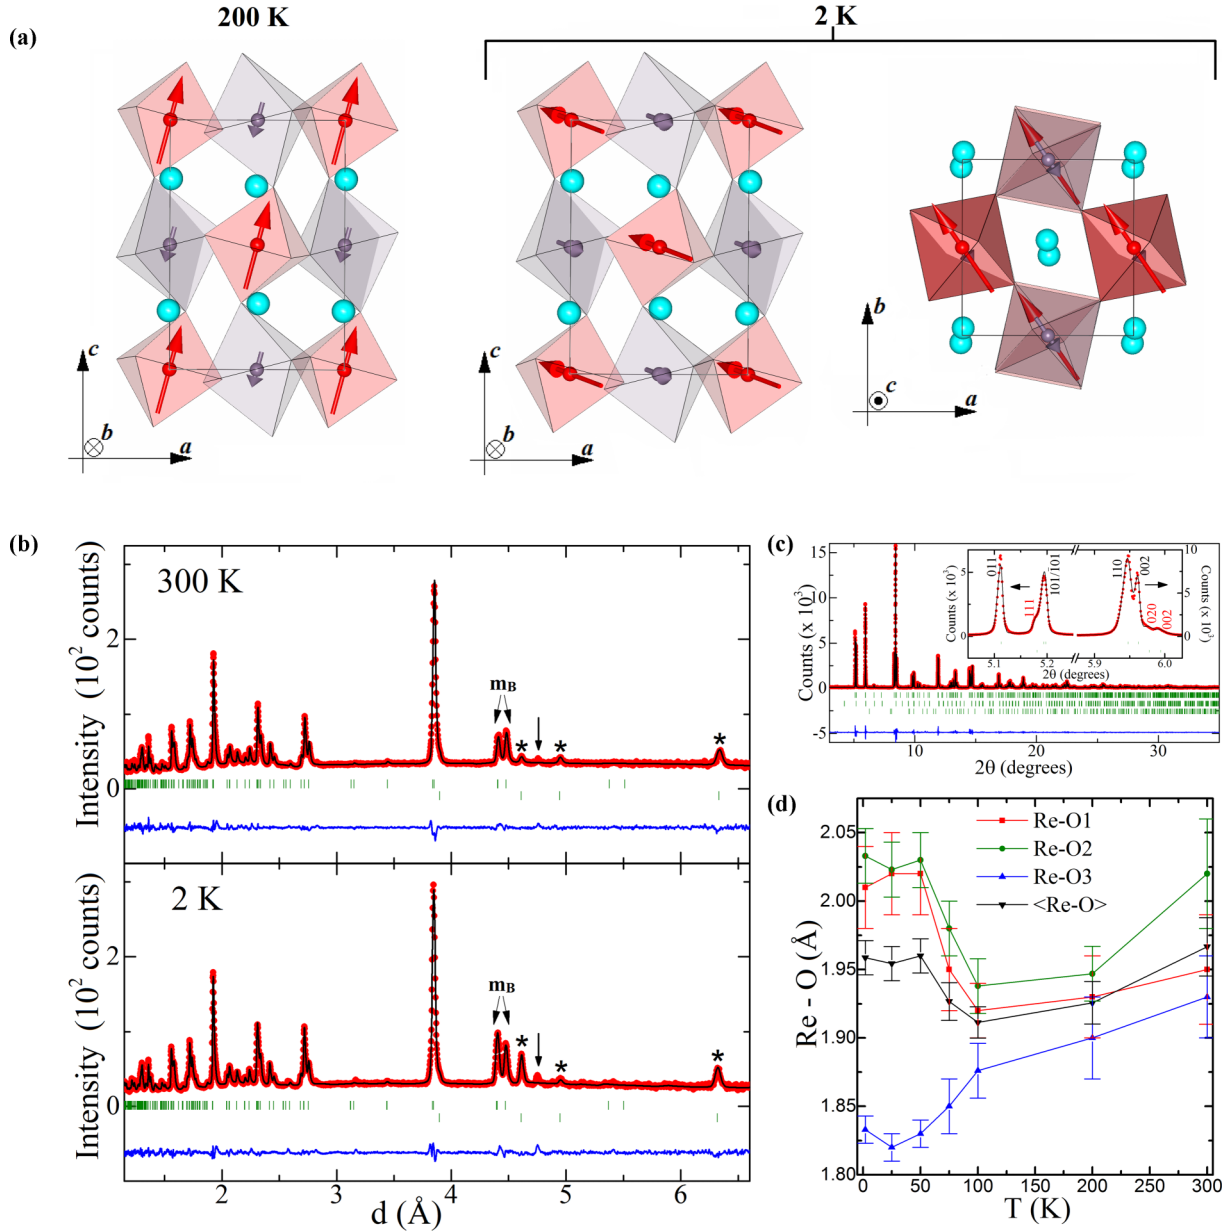 200 K
2 K
(a)
c
b
a
c
b
a
b
c
a
(b)
300 K
Intensity (10² counts)
2
0
m_B
*
*
*
2 K
Intensity (10² counts)
2
0
m_B
*
*
*
2
3
4
5
6
d (Å)
(c)
Counts (x 10³)
15
10
5
0
-5
10
20
30
2θ (degrees)
Counts (x 10³)
5
0
011
111
101/101
110
002
020
002
10
5
0
Counts (x 10³)
5.1
5.2
5.9
6.0
2θ (degrees)
(d)
Re - O (Å)
2.05
2.00
1.95
1.90
1.85
1.80
Re-O1
Re-O2
Re-O3
<Re-O>
0
50
100
150
200
250
300
T (K)